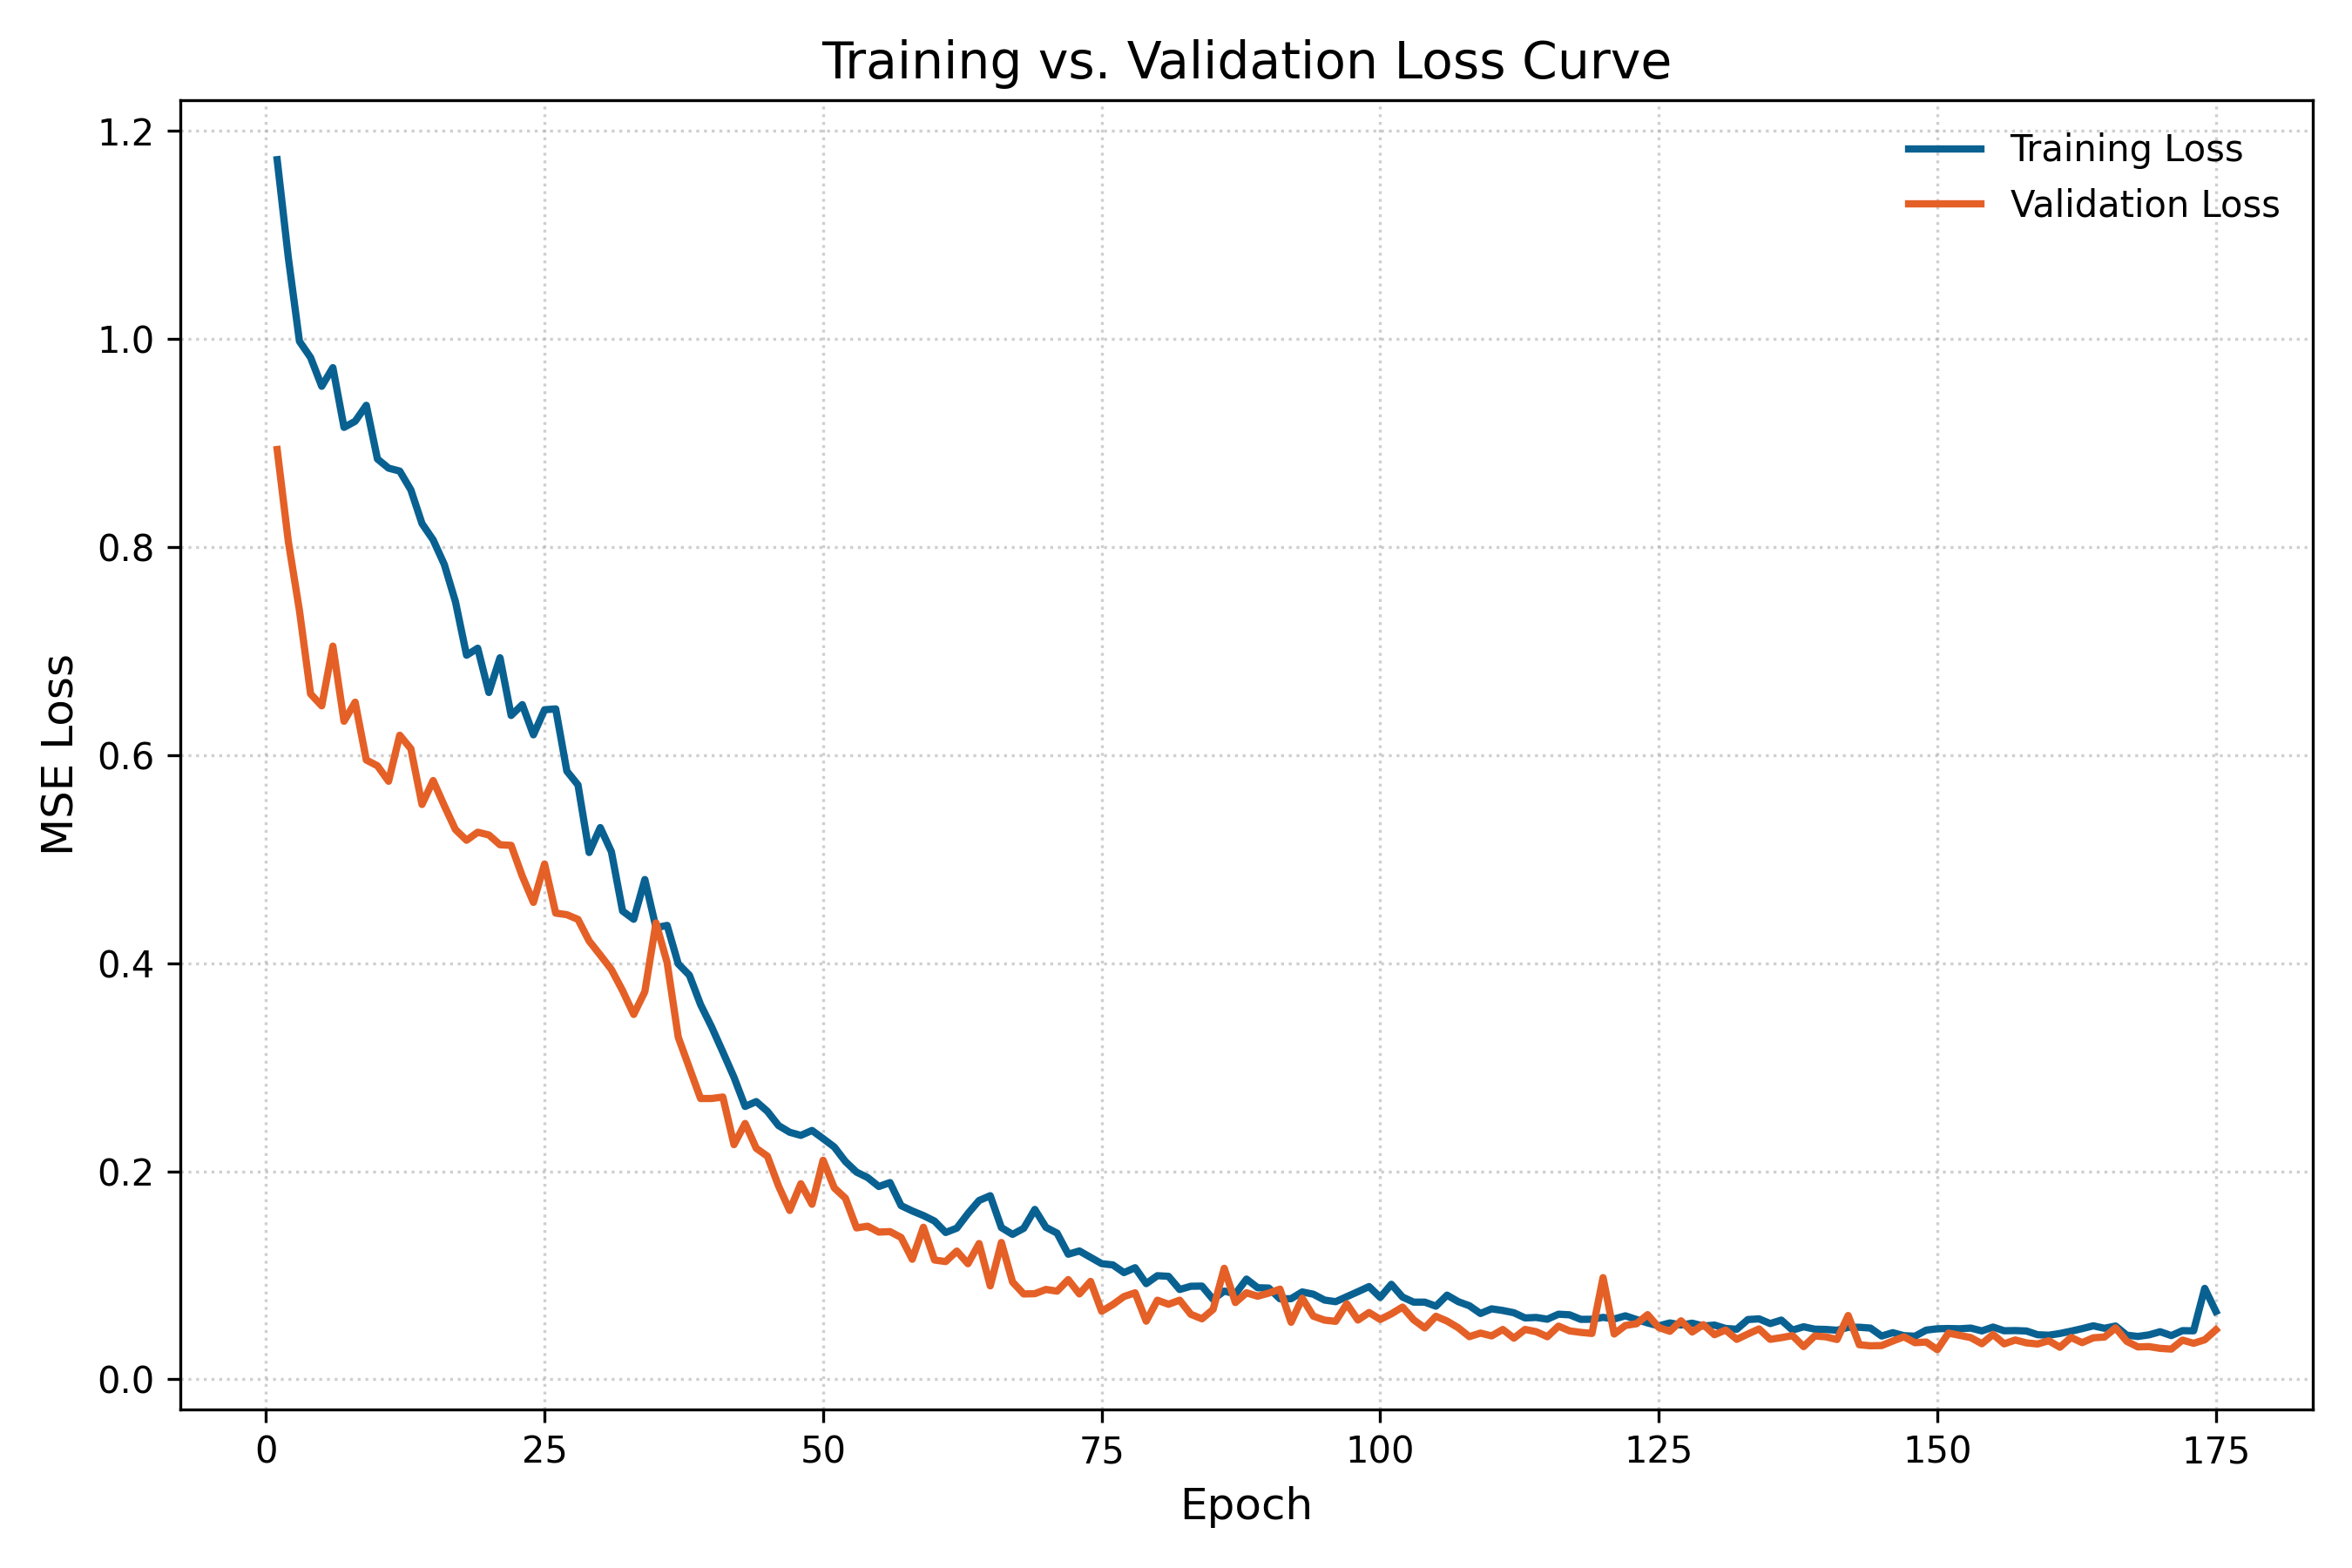 Training vs. Validation Loss Curve
Training Loss
Validation Loss
MSE Loss
1.2
1.0
0.8
0.6
0.4
0.2
0.0
0 25 50 75 100 125 150 175
Epoch